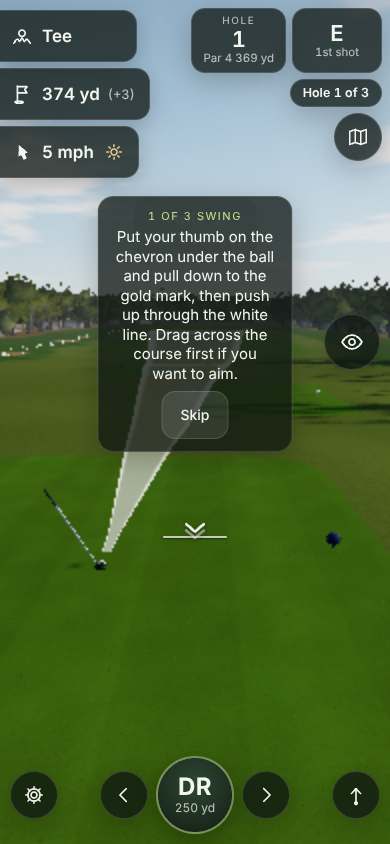 Tee
HOLE
1
Par 4 369 yd
E
1st shot
374 yd (+3)
Hole 1 of 3
5 mph
1 OF 3 SWING
Put your thumb on the
chevron under the ball
and pull down to the
gold mark, then push
up through the white
line. Drag across the
course first if you
want to aim.
Skip
DR
250 yd